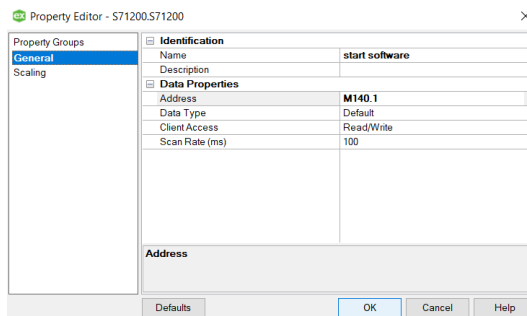 ex Property Editor - S71200.S71200
Property Groups
General
Scaling
Identification
Name start software
Description
Data Properties
Address M140.1
Data Type Default
Client Access Read/Write
Scan Rate (ms) 100
Address
Defaults OK Cancel Help